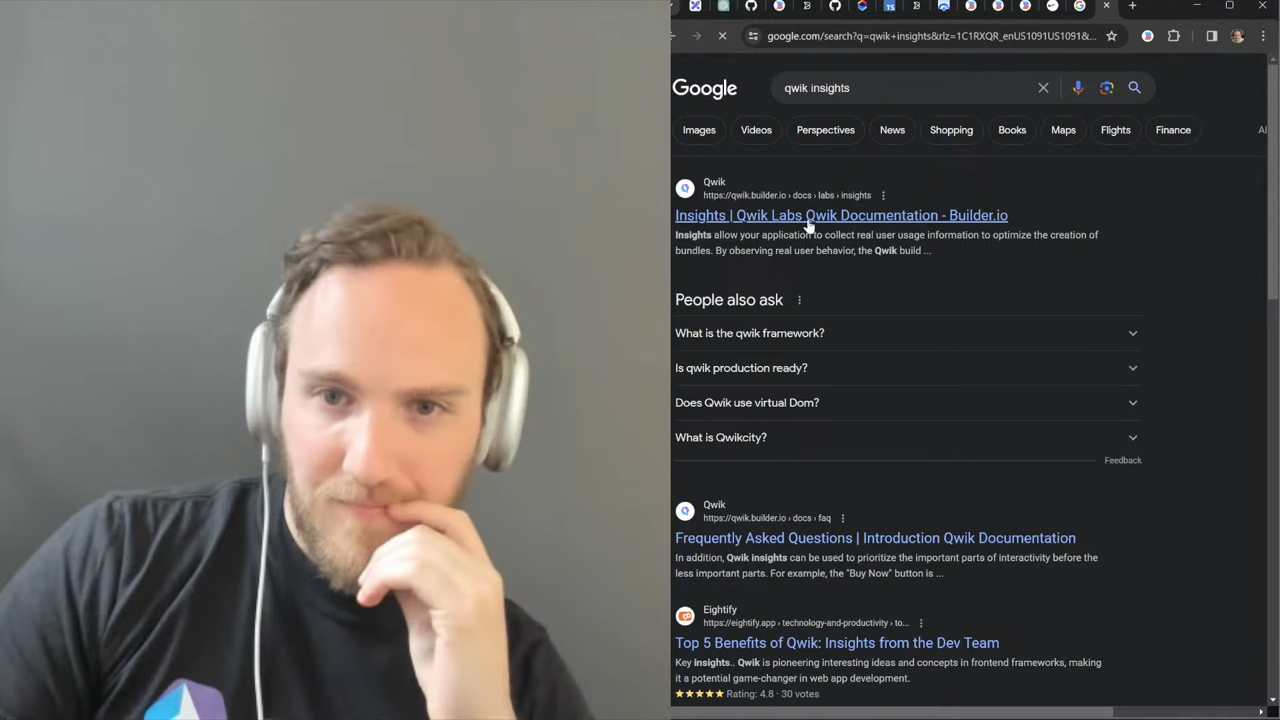 google.com/search?q=qwik+insights&rlz=1C1RXQR_enUS1091US1091&...
Google
qwik insights
Images
Videos
Perspectives
News
Shopping
Books
Maps
Flights
Finance
Qwik
https://qwik.builder.io › docs › labs › insights
Insights | Qwik Labs Qwik Documentation - Builder.io
Insights allow your application to collect real user usage information to optimize the creation of
bundles. By observing real user behavior, the Qwik build ...
People also ask
What is the qwik framework?
Is qwik production ready?
Does Qwik use virtual Dom?
What is Qwikcity?
Feedback
Qwik
https://qwik.builder.io › docs › faq
Frequently Asked Questions | Introduction Qwik Documentation
In addition, Qwik insights can be used to prioritize the important parts of interactivity before the
less important parts. For example, the "Buy Now" button is ...
Eightify
https://eightify.app › technology-and-productivity › to...
Top 5 Benefits of Qwik: Insights from the Dev Team
Key insights.. Qwik is pioneering interesting ideas and concepts in frontend frameworks, making
it a potential game-changer in web app development.
Rating: 4.8 · 30 votes